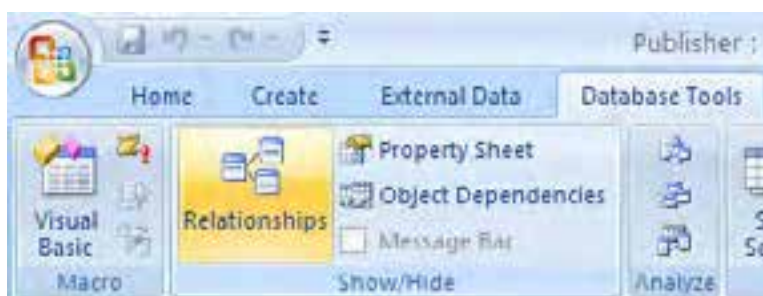 Publisher :
Home Create External Data Database Tools
Property Sheet
Object Dependencies
Message Bar
Visual
Basic
Relationships
Macro Show/Hide Analyze